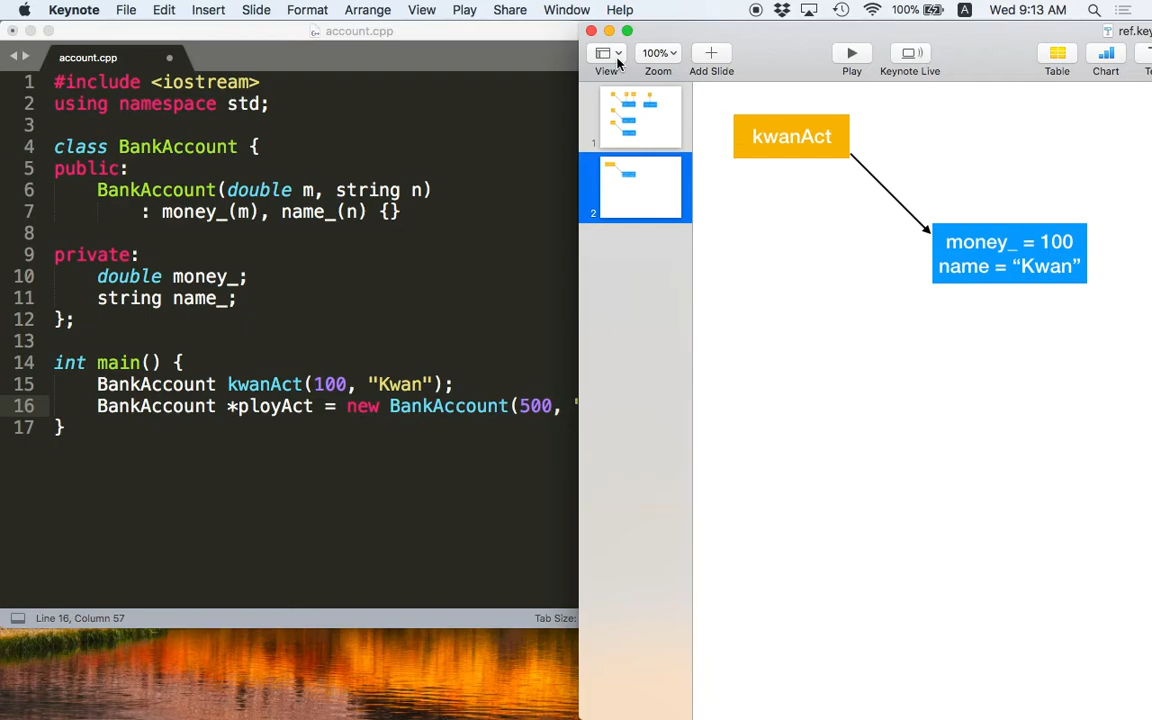 Keynote File Edit Insert Slide Format Arrange View Play Share Window Help 100% A Wed 9:13 AM
account.cpp
ref.key
account.cpp
100%
View Zoom Add Slide Play Keynote Live Table Chart
1 #include <iostream>
2 using namespace std;
3
4 class BankAccount {
5 public:
6 BankAccount(double m, string n)
7 : money_(m), name_(n) {}
8
9 private:
10 double money_;
11 string name_;
12 };
13
14 int main() {
15 BankAccount kwanAct(100, "Kwan");
16 BankAccount *ployAct = new BankAccount(500, "
17 }
Line 16, Column 57 Tab Size:
1
2
kwanAct
money_ = 100
name = “Kwan”